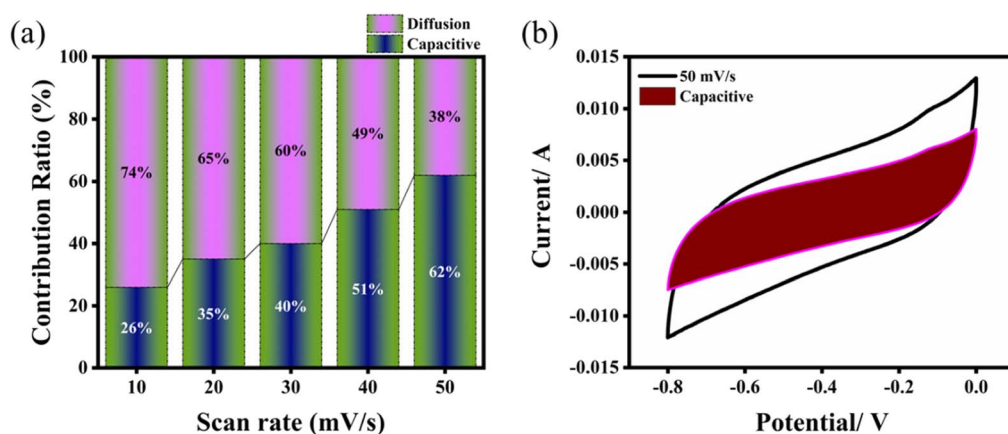 (a)
Diffusion
Capacitive
Contribution Ratio (%)
100
80
60
40
20
0
74%
65%
60%
49%
38%
26%
35%
40%
51%
62%
10 20 30 40 50
Scan rate (mV/s)
(b)
50 mV/s
Capacitive
Current/ A
0.015
0.010
0.005
0.000
-0.005
-0.010
-0.015
-0.8 -0.6 -0.4 -0.2 0.0
Potential/ V